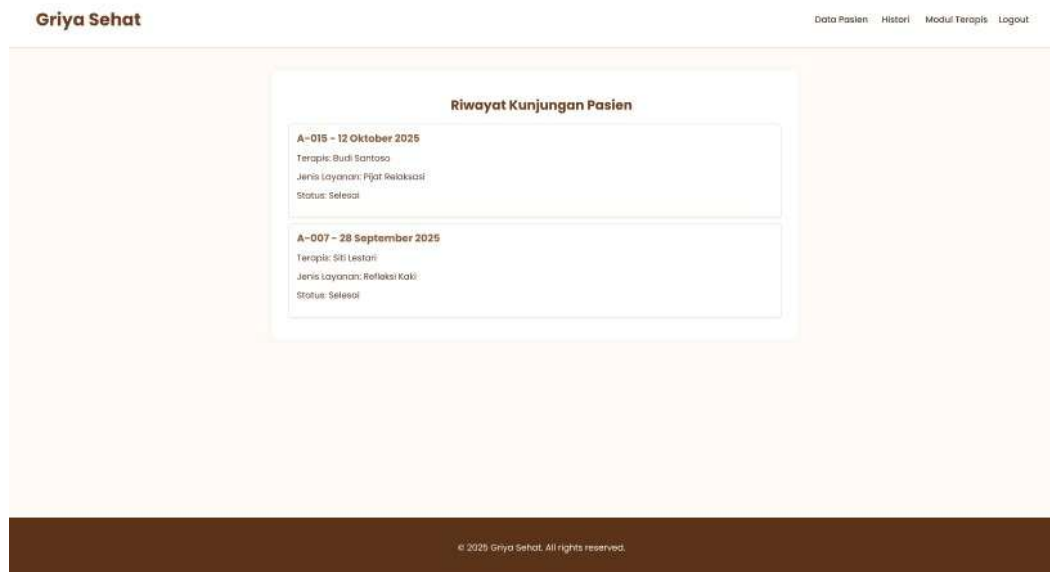 Griya Sehat
Data Pasien Histori Modul Terapis Logout
Riwayat Kunjungan Pasien
A-015 - 12 Oktober 2025
Terapis: Budi Santoso
Jenis Layanan: Pijat Relaksasi
Status: Selesai
A-007 - 28 September 2025
Terapis: Siti Lestari
Jenis Layanan: Refleksi Kaki
Status: Selesai
© 2025 Griya Sehat. All rights reserved.